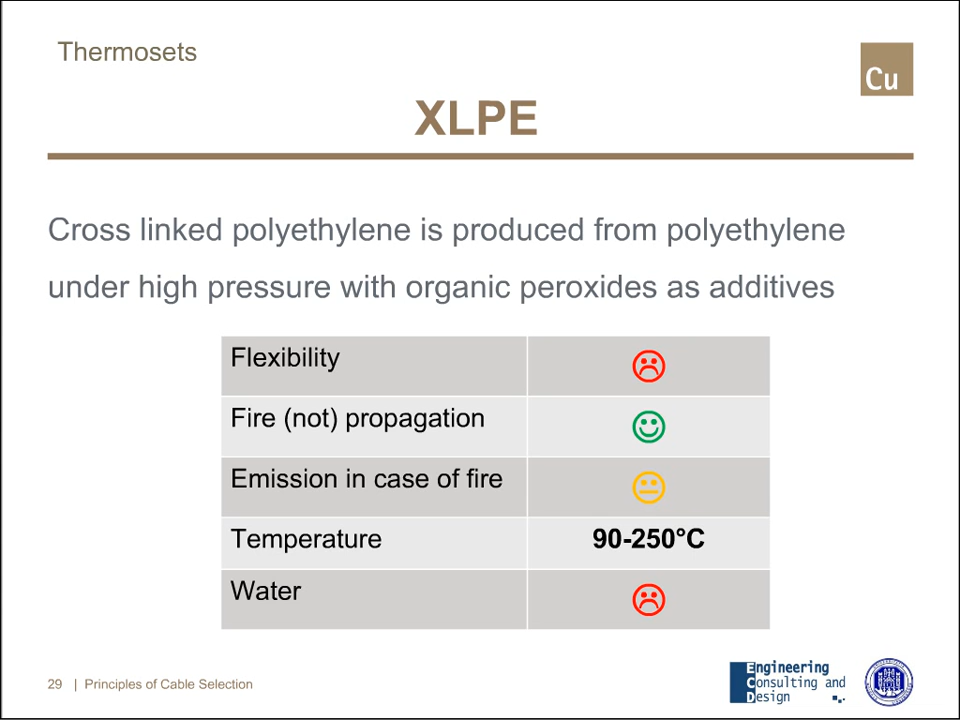 Thermosets
Cu
XLPE
Cross linked polyethylene is produced from polyethylene
under high pressure with organic peroxides as additives
Flexibility
Fire (not) propagation
Emission in case of fire
Temperature 90-250°C
Water
29 | Principles of Cable Selection
Engineering
Consulting and
Design